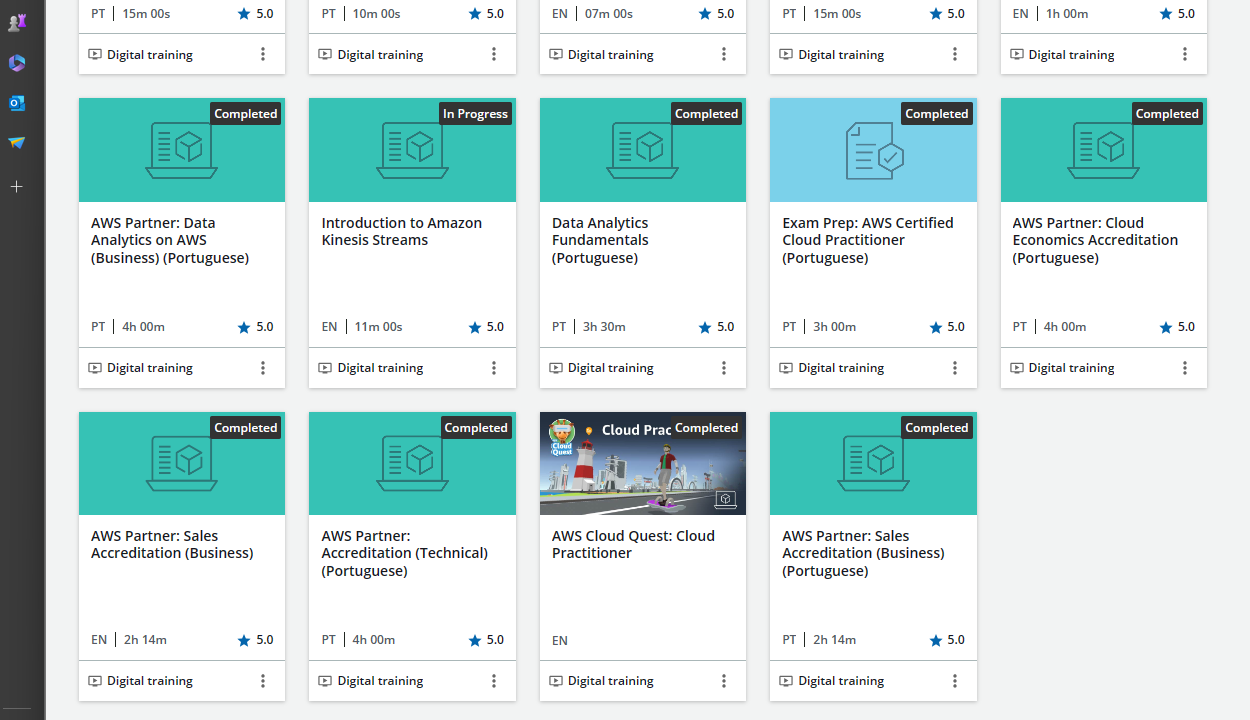 PT | 15m 00s 5.0
PT | 10m 00s 5.0
EN | 07m 00s 5.0
PT | 15m 00s 5.0
EN | 1h 00m 5.0
Digital training
Digital training
Digital training
Digital training
Digital training
Completed
AWS Partner: Data
Analytics on AWS
(Business) (Portuguese)
PT | 4h 00m 5.0
Digital training
In Progress
Introduction to Amazon
Kinesis Streams
EN | 11m 00s 5.0
Digital training
Completed
Data Analytics
Fundamentals
(Portuguese)
PT | 3h 30m 5.0
Digital training
Completed
Exam Prep: AWS Certified
Cloud Practitioner
(Portuguese)
PT | 3h 00m 5.0
Digital training
Completed
AWS Partner: Cloud
Economics Accreditation
(Portuguese)
PT | 4h 00m 5.0
Digital training
Completed
AWS Partner: Sales
Accreditation (Business)
EN | 2h 14m 5.0
Digital training
Completed
AWS Partner:
Accreditation (Technical)
(Portuguese)
PT | 4h 00m 5.0
Digital training
Cloud Prac Completed
Cloud
Quest
AWS Cloud Quest: Cloud
Practitioner
EN
Digital training
Completed
AWS Partner: Sales
Accreditation (Business)
(Portuguese)
PT | 2h 14m 5.0
Digital training